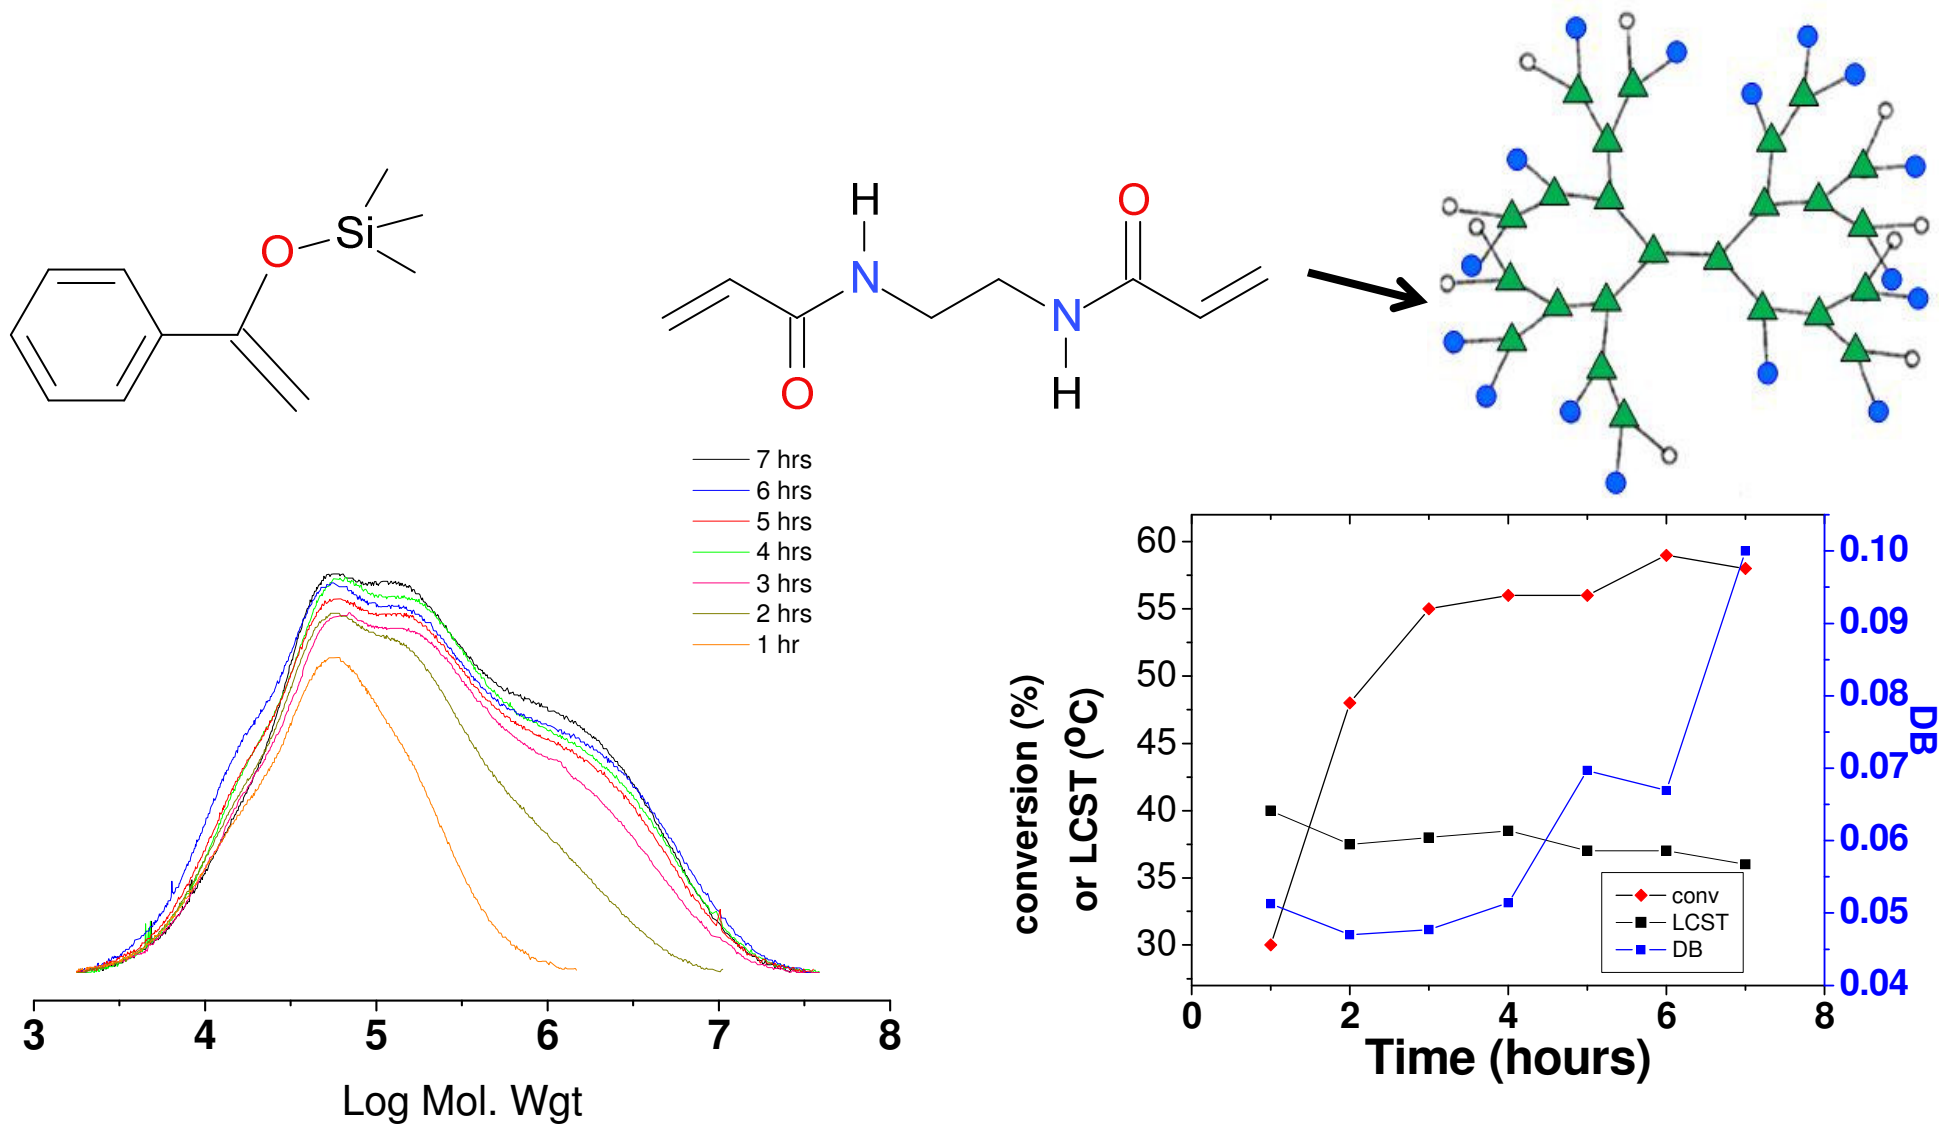 O
Si
H
N
O
O
N
H
7 hrs
6 hrs
5 hrs
4 hrs
3 hrs
2 hrs
1 hr
3 4 5 6 7 8
Log Mol. Wgt
conversion (%)
or LCST (ºC)
60
55
50
45
40
35
30
0.10
0.09
0.08
0.07
0.06
0.05
0.04
DB
conv
LCST
DB
0 2 4 6 8
Time (hours)